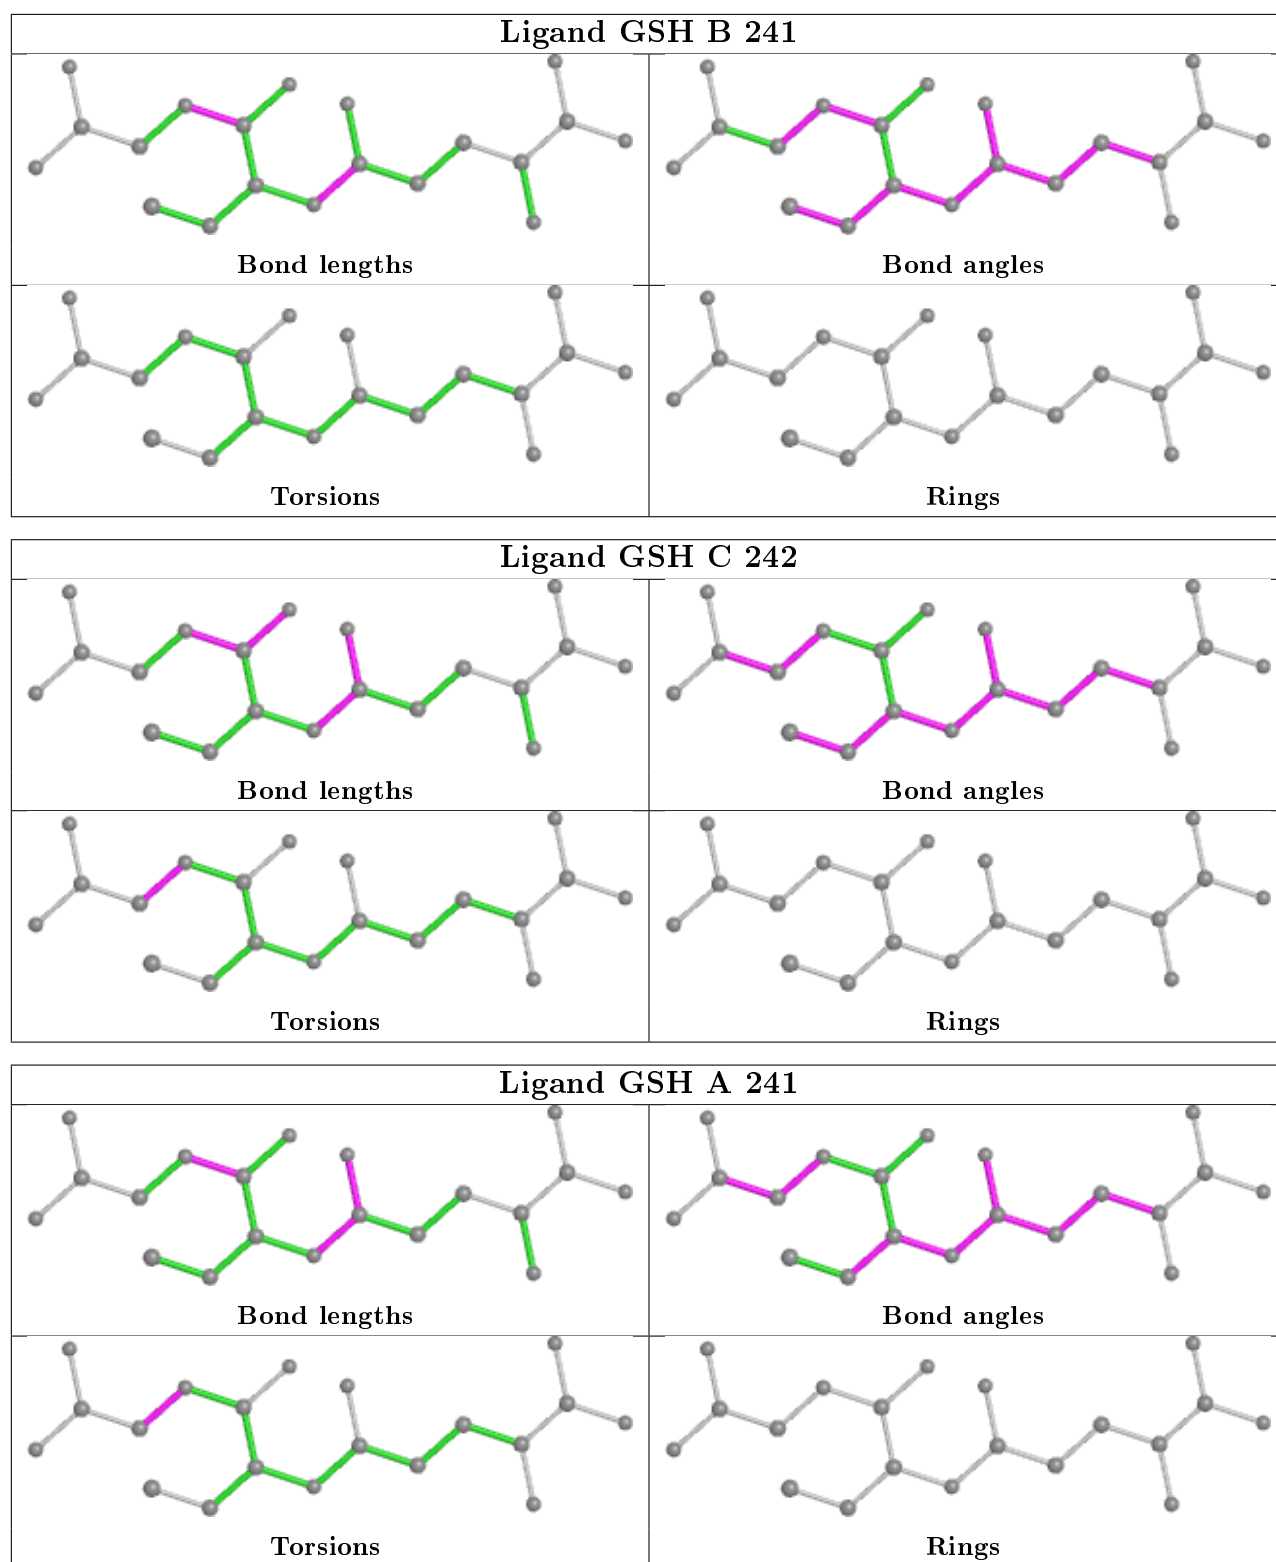 Ligand GSH B 241
Bond lengths
Bond angles
Torsions
Rings
Ligand GSH C 242
Bond lengths
Bond angles
Torsions
Rings
Ligand GSH A 241
Bond lengths
Bond angles
Torsions
Rings